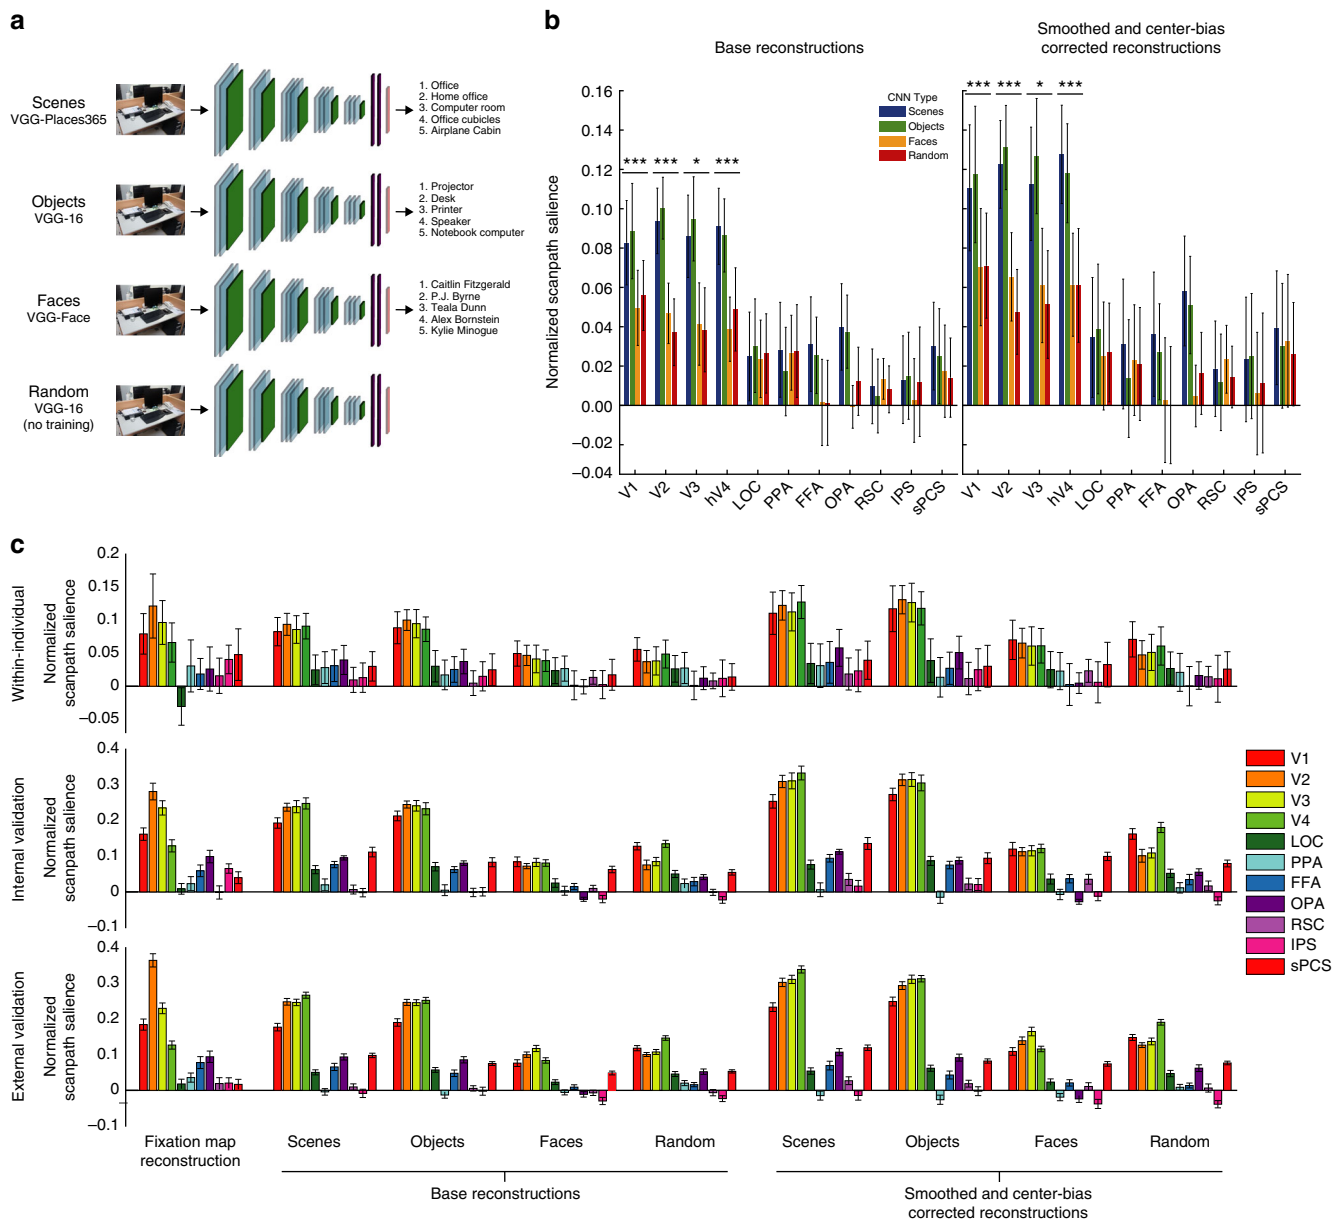 a
Scenes
VGG-Places365
1. Office
2. Home office
3. Computer room
4. Office cubicles
5. Airplane Cabin
Objects
VGG-16
1. Projector
2. Desk
3. Printer
4. Speaker
5. Notebook computer
Faces
VGG-Face
1. Caitlin Fitzgerald
2. P.J. Byrne
3. Teala Dunn
4. Alex Bornstein
5. Kylie Minogue
Random
VGG-16
(no training)
b
Base reconstructions
Smoothed and center-bias
corrected reconstructions
Normalized scanpath salience
0.16
0.14
0.12
0.10
0.08
0.06
0.04
0.02
0.00
−0.02
−0.04
CNN Type
Scenes
Objects
Faces
Random
*** *** * ***
*** *** * ***
V1 V2 V3 hV4 LOC PPA FFA OPA RSC IPS sPCS
V1 V2 V3 hV4 LOC PPA FFA OPA RSC IPS sPCS
c
Within-individual
Normalized
scanpath salience
0.2
0.15
0.1
0.05
0
−0.05
Internal validation
Normalized
scanpath salience
0.4
0.3
0.2
0.1
0
−0.1
External validation
Normalized
scanpath salience
0.4
0.3
0.2
0.1
0
−0.1
V1
V2
V3
V4
LOC
PPA
FFA
OPA
RSC
IPS
sPCS
Fixation map
reconstruction
Scenes Objects Faces Random
Scenes Objects Faces Random
Base reconstructions
Smoothed and center-bias
corrected reconstructions